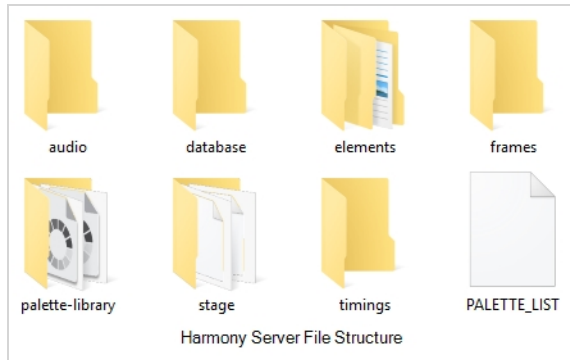 audio
database
elements
frames
palette-library
stage
timings
PALETTE_LIST
Harmony Server File Structure